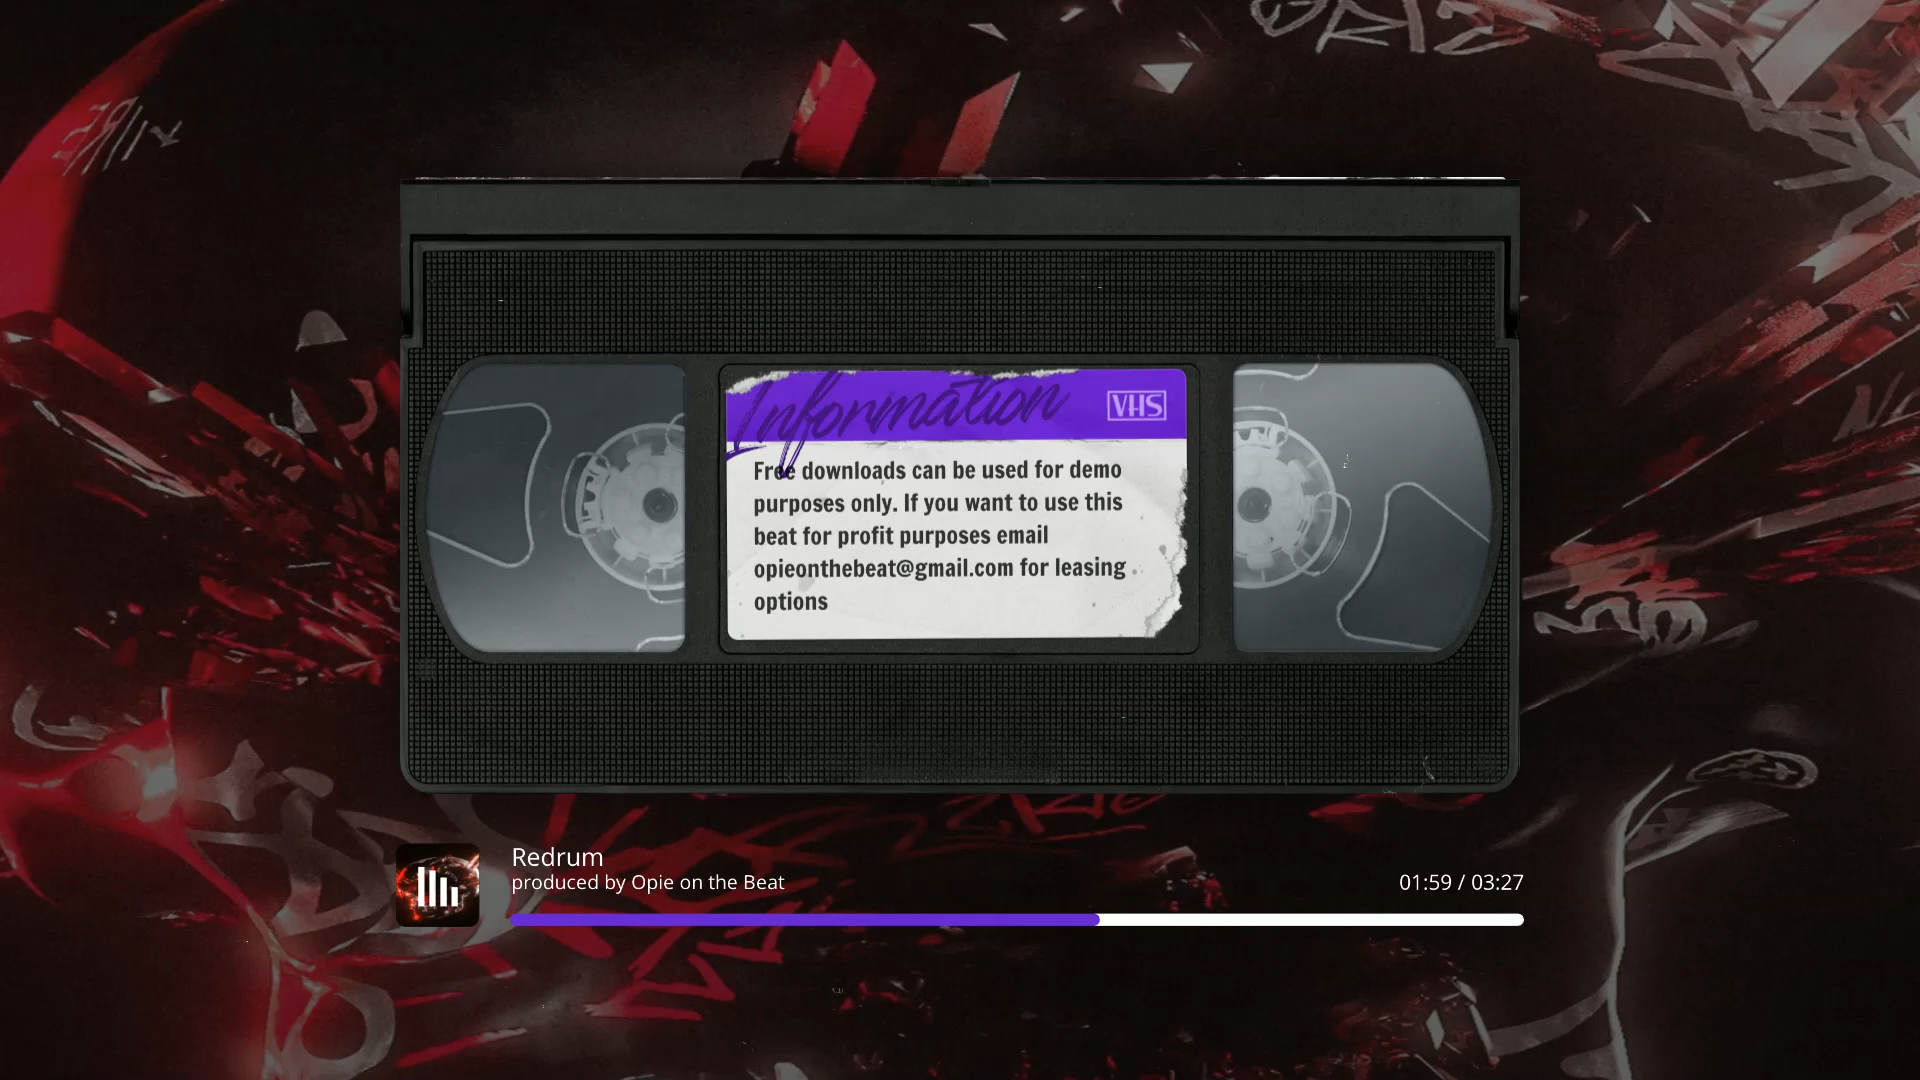 Information
VHS
Free downloads can be used for demo
purposes only. If you want to use this
beat for profit purposes email
opieonthebeat@gmail.com for leasing
options
Redrum
produced by Opie on the Beat
01:59 / 03:27